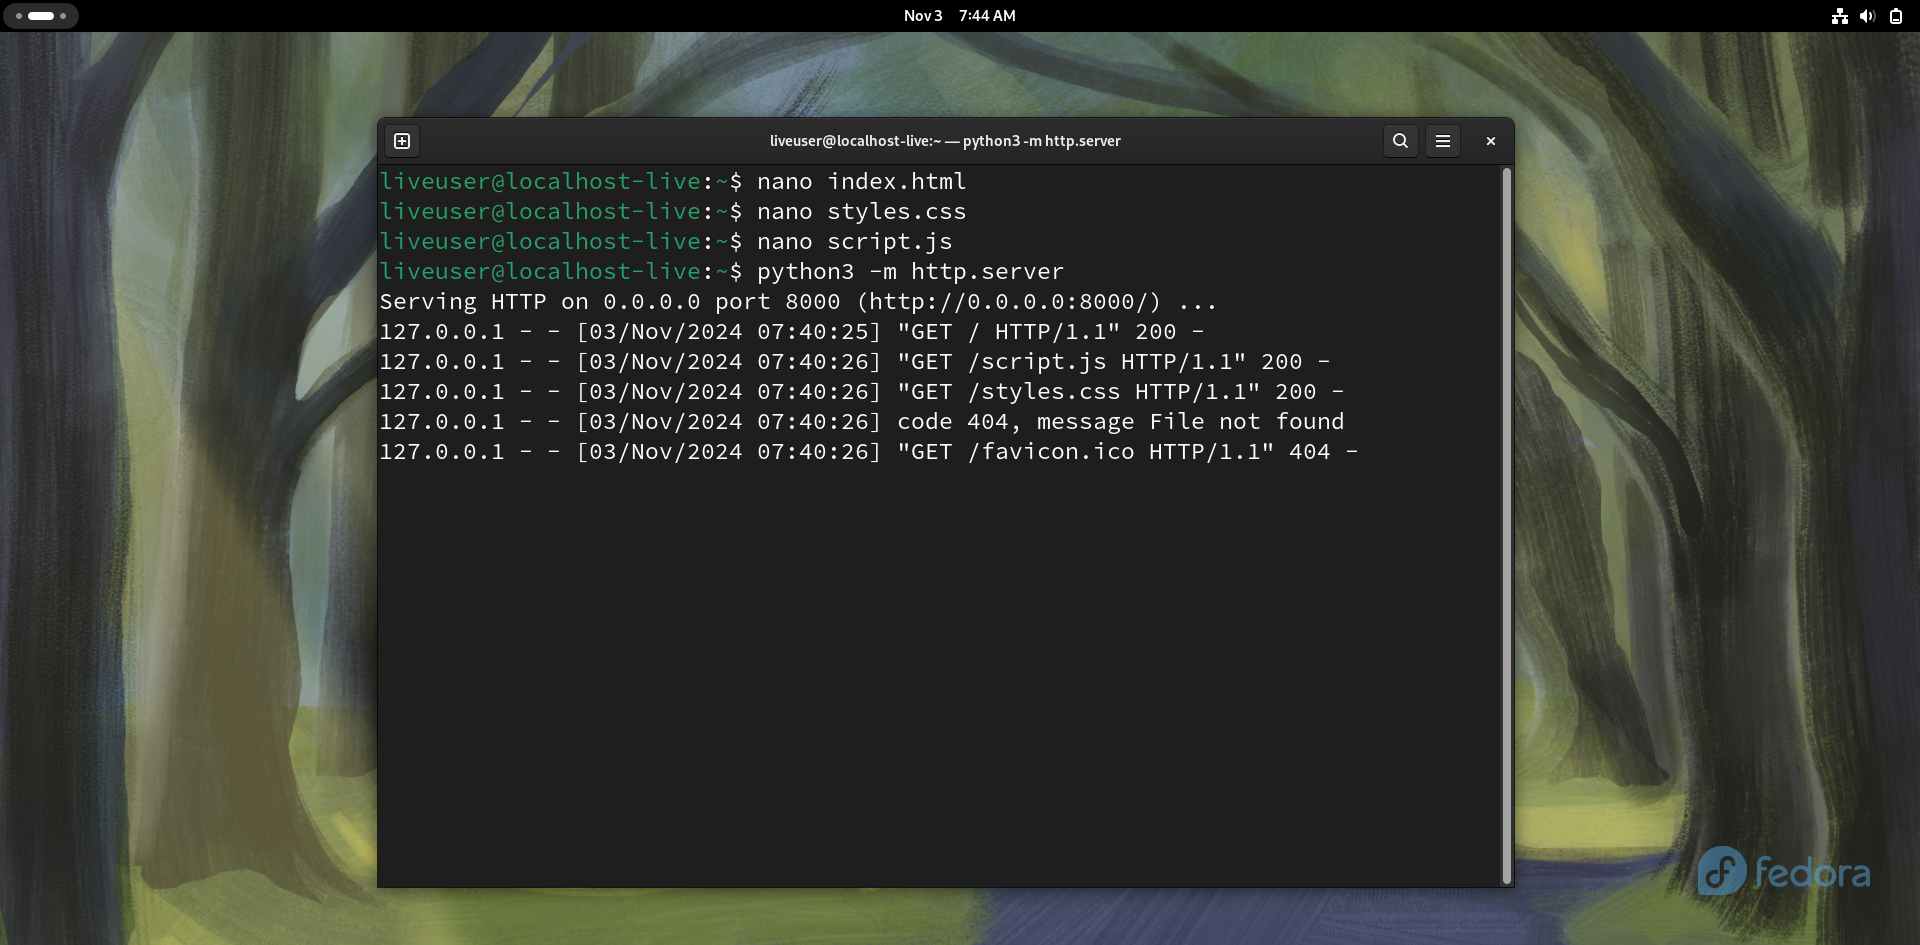 Nov 3 7:44 AM
liveuser@localhost-live:~ — python3 -m http.server
liveuser@localhost-live:~$ nano index.html
liveuser@localhost-live:~$ nano styles.css
liveuser@localhost-live:~$ nano script.js
liveuser@localhost-live:~$ python3 -m http.server
Serving HTTP on 0.0.0.0 port 8000 (http://0.0.0.0:8000/) ...
127.0.0.1 - - [03/Nov/2024 07:40:25] "GET / HTTP/1.1" 200 -
127.0.0.1 - - [03/Nov/2024 07:40:26] "GET /script.js HTTP/1.1" 200 -
127.0.0.1 - - [03/Nov/2024 07:40:26] "GET /styles.css HTTP/1.1" 200 -
127.0.0.1 - - [03/Nov/2024 07:40:26] code 404, message File not found
127.0.0.1 - - [03/Nov/2024 07:40:26] "GET /favicon.ico HTTP/1.1" 404 -
fedora